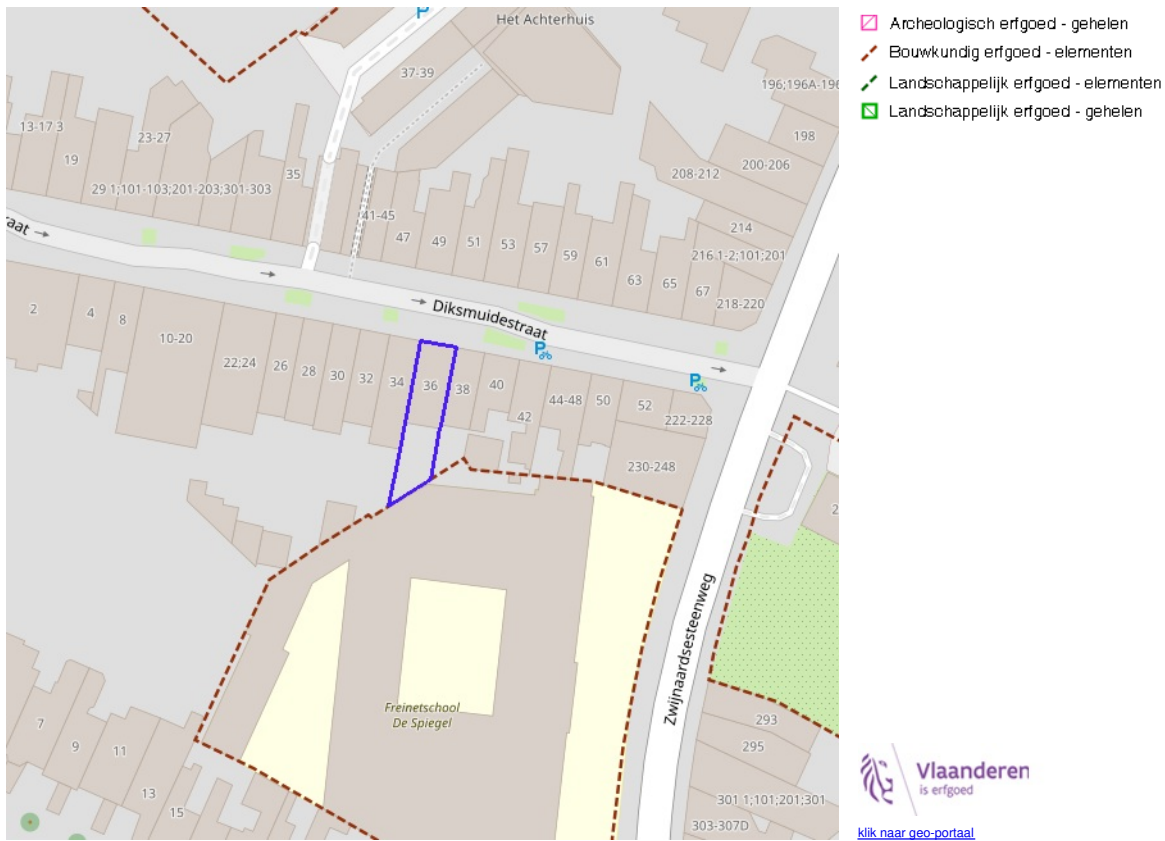 P
Het Achterhuis
37-39
196;196A-196
13-17 3
23-27
198
19
200-206
29 1;101-103;201-203;301-303
35
208-212
41-45
47
49
51
53
57
59
61
214
216 1-2;101;201
raat
63
65
67
218-220
2
4
8
10-20
Diksmuidestraat
P
22;24
26
28
30
32
34
36
38
40
42
44-48
50
52
P
222-228
230-248
2
Zwijnaardsesteenweg
Freinetschool
De Spiegel
7
9
11
13
15
293
295
301 1;101;201;301
303-307D
Archeologisch erfgoed - gehelen
Bouwkundig erfgoed - elementen
Landschappelijk erfgoed - elementen
Landschappelijk erfgoed - gehelen
Vlaanderen
is erfgoed
klik naar geo-portaal